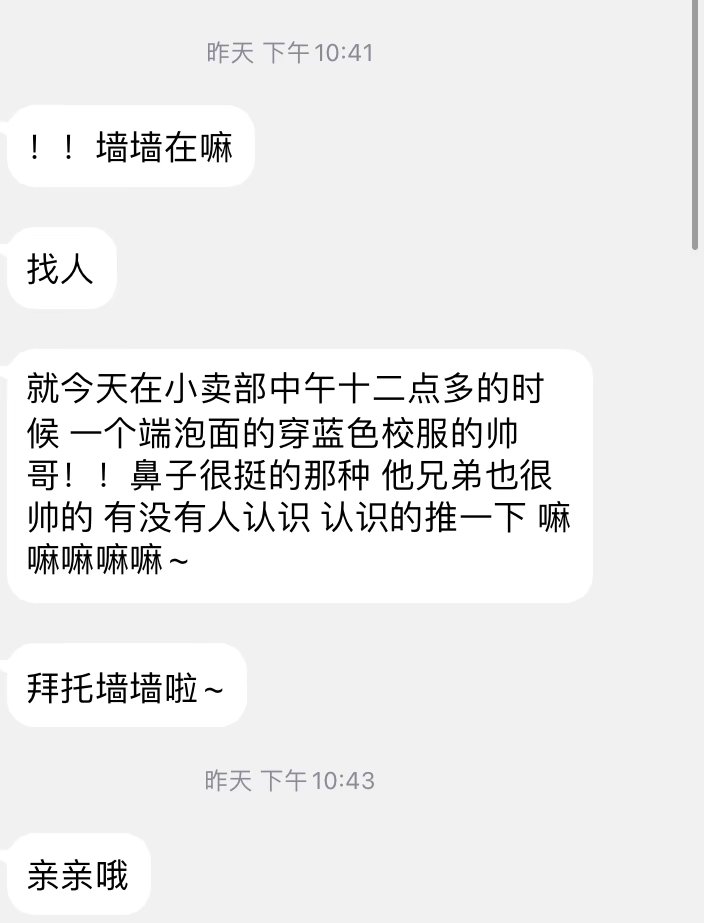 昨天 下午10:41
！！墙墙在嘛
找人
就今天在小卖部中午十二点多的时
候 一个端泡面的穿蓝色校服的帅
哥！！鼻子很挺的那种 他兄弟也很
帅的 有没有人认识 认识的推一下 嘛
嘛嘛嘛嘛~
拜托墙墙啦~
昨天 下午10:43
亲亲哦